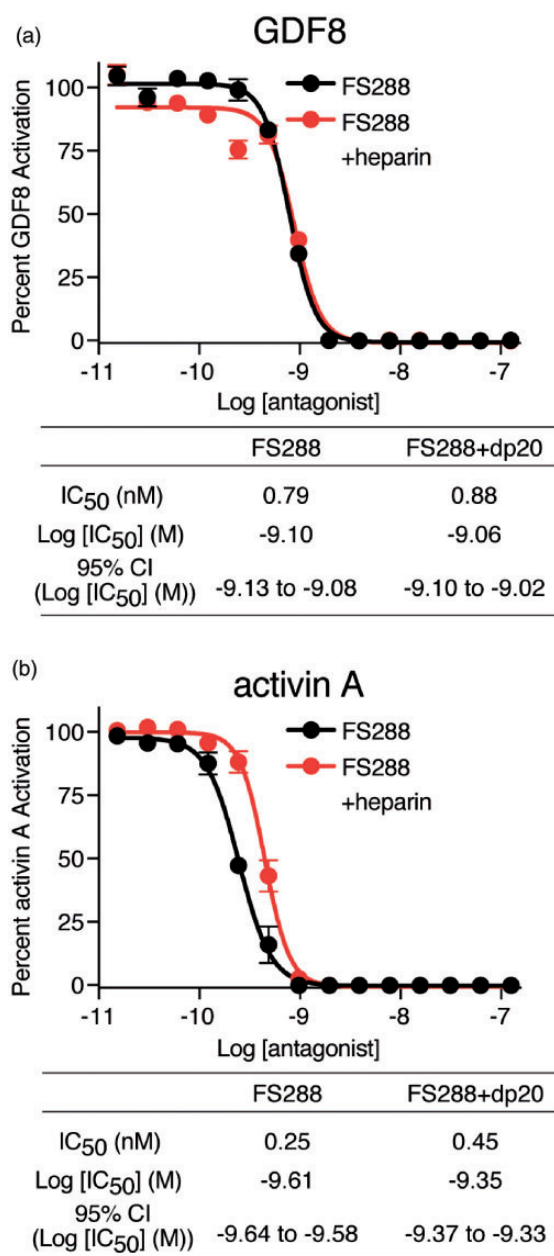 (a)
GDF8
Percent GDF8 Activation
100
75
50
25
0
FS288
FS288
+heparin
-11 -10 -9 -8 -7
Log [antagonist]
FS288 FS288+dp20
IC50 (nM) 0.79 0.88
Log [IC50] (M) -9.10 -9.06
95% CI
(Log [IC50] (M)) -9.13 to -9.08 -9.10 to -9.02
(b)
activin A
Percent activin A Activation
100
75
50
25
0
FS288
FS288
+heparin
-11 -10 -9 -8 -7
Log [antagonist]
FS288 FS288+dp20
IC50 (nM) 0.25 0.45
Log [IC50] (M) -9.61 -9.35
95% CI
(Log [IC50] (M)) -9.64 to -9.58 -9.37 to -9.33